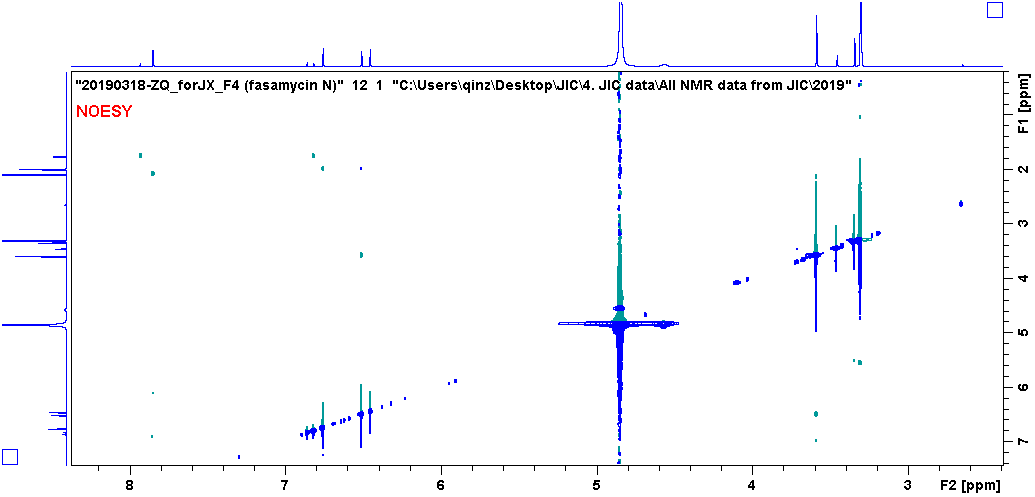 "20190318-ZQ_forJX_F4 (fasamycin N)" 12 1 "C:\Users\qinz\Desktop\JIC\4. JIC data\All NMR data from JIC\2019"
NOESY
F1 [ppm]
2
3
4
5
6
7
8 7 6 5 4 3 F2 [ppm]